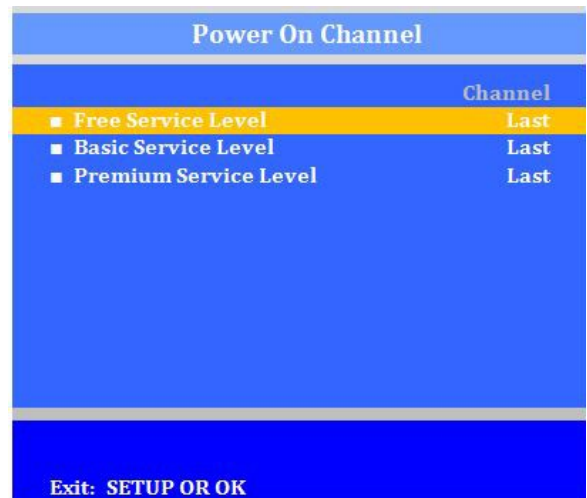 Power On Channel
Channel
▪ Free Service Level Last
▪ Basic Service Level Last
▪ Premium Service Level Last
Exit: SETUP OR OK